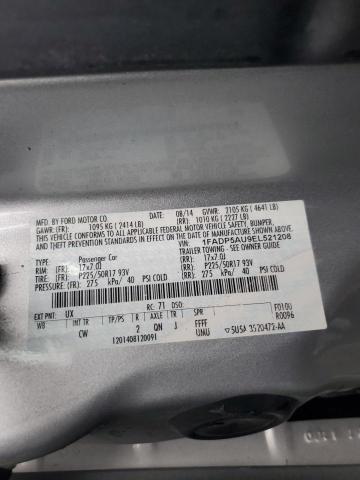 MFD. BY FORD MOTOR CO. 08/14 GVWR: 2105 KG (4641 LB)
GAWR: (FR): 1095 KG (2414 LB) (RR): 1010 KG (2227 LB)
THIS VEHICLE CONFORMS TO ALL APPLICABLE FEDERAL MOTOR VEHICLE SAFETY, BUMPER,
AND THEFT PREVENTION STANDARDS IN EFFECT ON THE DATE OF MANUFACTURE SHOWN ABOVE.
VIN: 1FADP5AU9EL521208
TYPE: Passenger Car TRAILER TOWING - SEE OWNER GUIDE
RIM: (FR): 17x7.0J (RR): 17x7.0J
TIRE: (FR): P225/50R17 93V (RR): P225/50R17 93V
PRESSURE: (FR): 275 kPa/ 40 PSI COLD (RR): 275 kPa/ 40 PSI COLD
EXT PNT: UX RC: 71 DSO: F0100
WB INT TR TP/PS R AXLE TR SPR R0096
CW 2 QN J FFFF
1201408120091 UNU 5U5A 3520472-AA